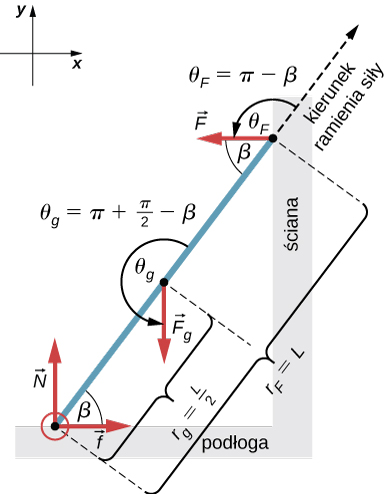 y
x
θ_F = π − β
kierunek
ramienia siły
F⃗
θ_F
β
θ_g = π + π/2 − β
ściana
θ_g
F⃗_g
N⃗
β
f⃗
r_g = L/2
r_F = L
podłoga